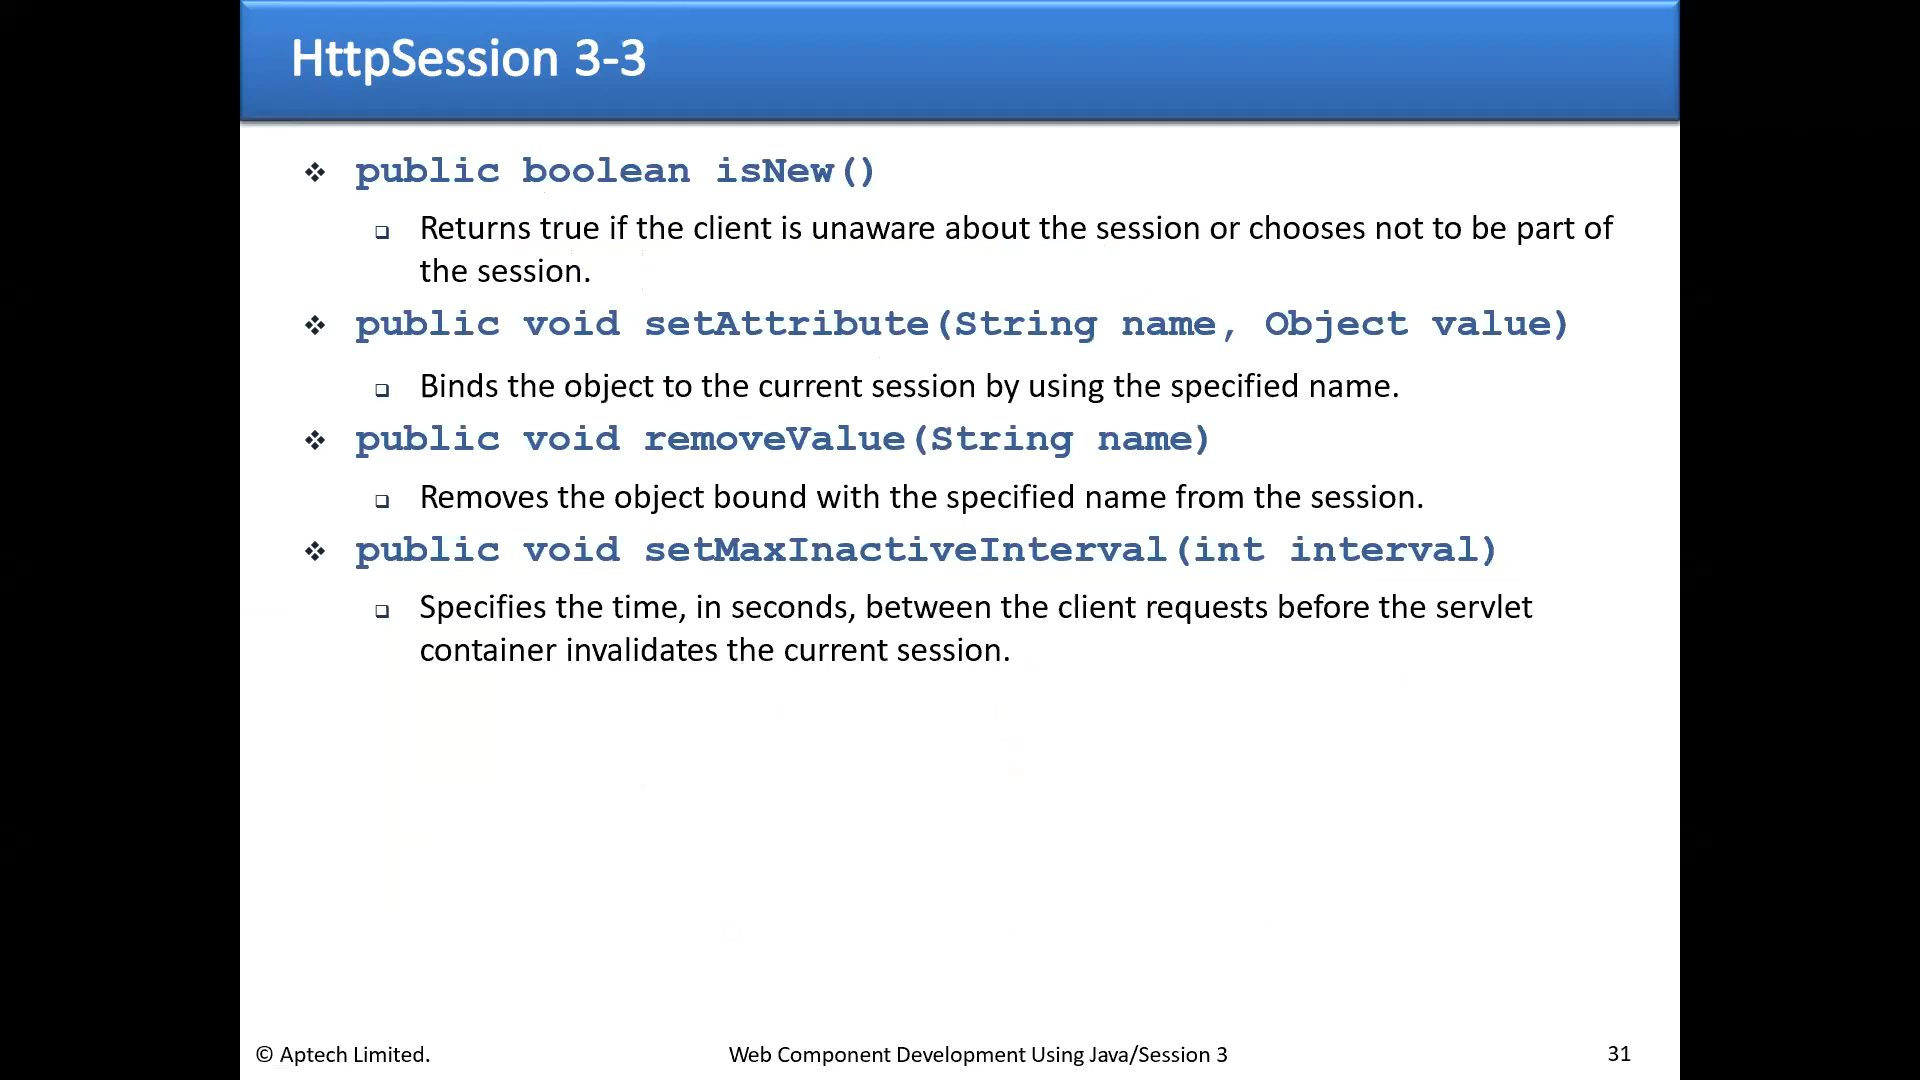 HttpSession 3-3
❖ public boolean isNew()
❑ Returns true if the client is unaware about the session or chooses not to be part of
the session.
❖ public void setAttribute(String name, Object value)
❑ Binds the object to the current session by using the specified name.
❖ public void removeValue(String name)
❑ Removes the object bound with the specified name from the session.
❖ public void setMaxInactiveInterval(int interval)
❑ Specifies the time, in seconds, between the client requests before the servlet
container invalidates the current session.
© Aptech Limited. Web Component Development Using Java/Session 3 31